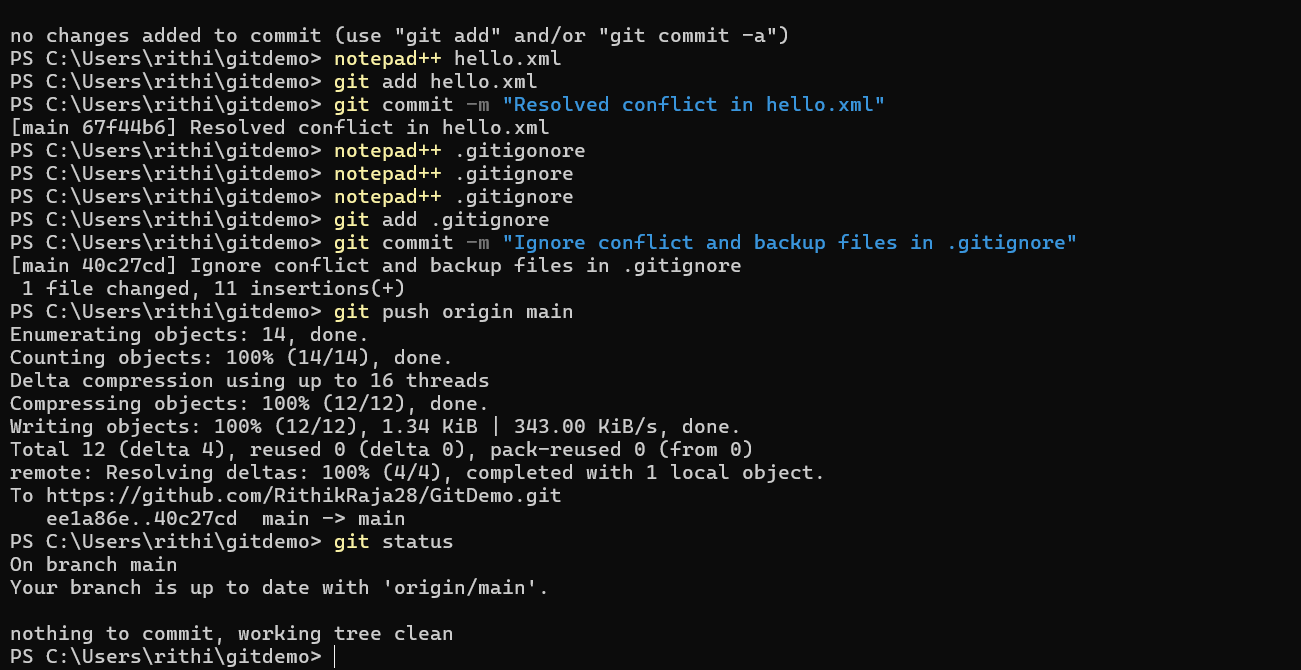 no changes added to commit (use "git add" and/or "git commit -a")
PS C:\Users\rithi\gitdemo> notepad++ hello.xml
PS C:\Users\rithi\gitdemo> git add hello.xml
PS C:\Users\rithi\gitdemo> git commit -m "Resolved conflict in hello.xml"
[main 67f44b6] Resolved conflict in hello.xml
PS C:\Users\rithi\gitdemo> notepad++ .gitigonore
PS C:\Users\rithi\gitdemo> notepad++ .gitignore
PS C:\Users\rithi\gitdemo> notepad++ .gitignore
PS C:\Users\rithi\gitdemo> git add .gitignore
PS C:\Users\rithi\gitdemo> git commit -m "Ignore conflict and backup files in .gitignore"
[main 40c27cd] Ignore conflict and backup files in .gitignore
 1 file changed, 11 insertions(+)
PS C:\Users\rithi\gitdemo> git push origin main
Enumerating objects: 14, done.
Counting objects: 100% (14/14), done.
Delta compression using up to 16 threads
Compressing objects: 100% (12/12), done.
Writing objects: 100% (12/12), 1.34 KiB | 343.00 KiB/s, done.
Total 12 (delta 4), reused 0 (delta 0), pack-reused 0 (from 0)
remote: Resolving deltas: 100% (4/4), completed with 1 local object.
To https://github.com/RithikRaja28/GitDemo.git
   ee1a86e..40c27cd  main -> main
PS C:\Users\rithi\gitdemo> git status
On branch main
Your branch is up to date with 'origin/main'.

nothing to commit, working tree clean
PS C:\Users\rithi\gitdemo>